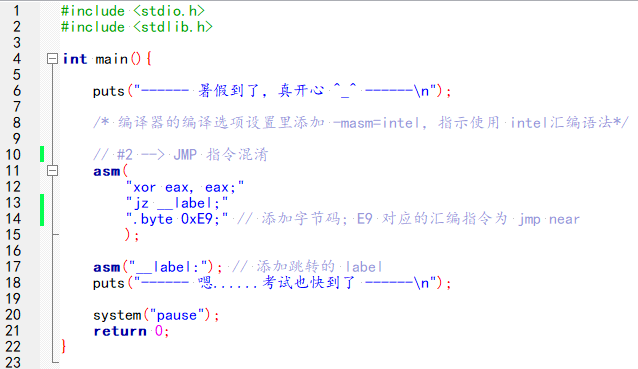 1 #include <stdio.h>
2 #include <stdlib.h>
3
4 int main(){
5
6 puts("------ 暑假到了，真开心 ^_^ ------\n");
7
8 /* 编译器的编译选项设置里添加 -masm=intel，指示使用 intel汇编语法*/
9
10 // #2 --> JMP 指令混淆
11 asm(
12 "xor eax, eax;"
13 "jz __label;"
14 ".byte 0xE9;" // 添加字节码；E9 对应的汇编指令为 jmp near
15 );
16
17 asm("__label:"); // 添加跳转的 label
18 puts("------ 嗯......考试也快到了 ------\n");
19
20 system("pause");
21 return 0;
22 }
23